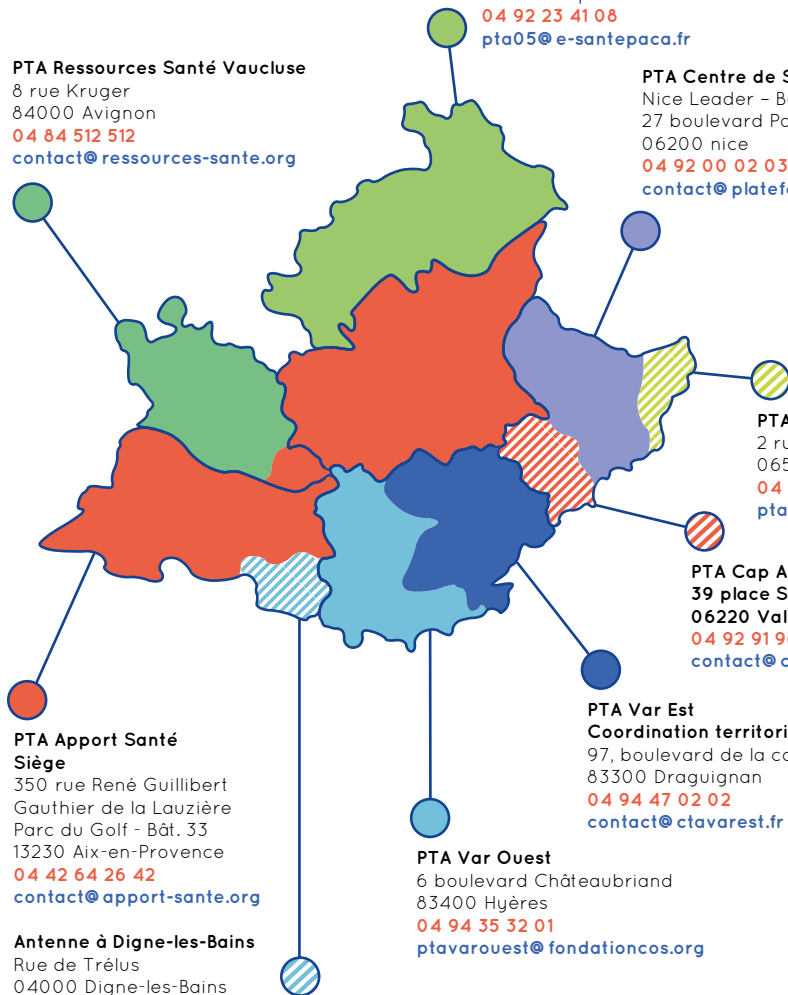 04 92 23 41 08
pta05@e-santepaca.fr
PTA Ressources Santé Vaucluse
8 rue Kruger
84000 Avignon
04 84 512 512
contact@ressources-sante.org
PTA Centre de
Nice Leader –
27 boulevard
06200 nice
04 92 00 02 03
PTA
04
PTA Cap
39 place
06220
04 92 91
PTA Var Est
Coordination
97, boulevard de la
83300 Draguignan
04 94 47 02 02
contact@ctavarest.fr
PTA Apport Santé
Siège
350 rue René Guillibert
Gauthier de la Lauzière
Parc du Golf - Bât. 33
13230 Aix-en-Provence
04 42 64 26 42
contact@apport-sante.org
PTA Var Ouest
6 boulevard Châteaubriand
83400 Hyères
04 94 35 32 01
ptavarouest@fondationcos.org
Antenne à Digne-les-Bains
Rue de Trélus
04000 Digne-les-Bains